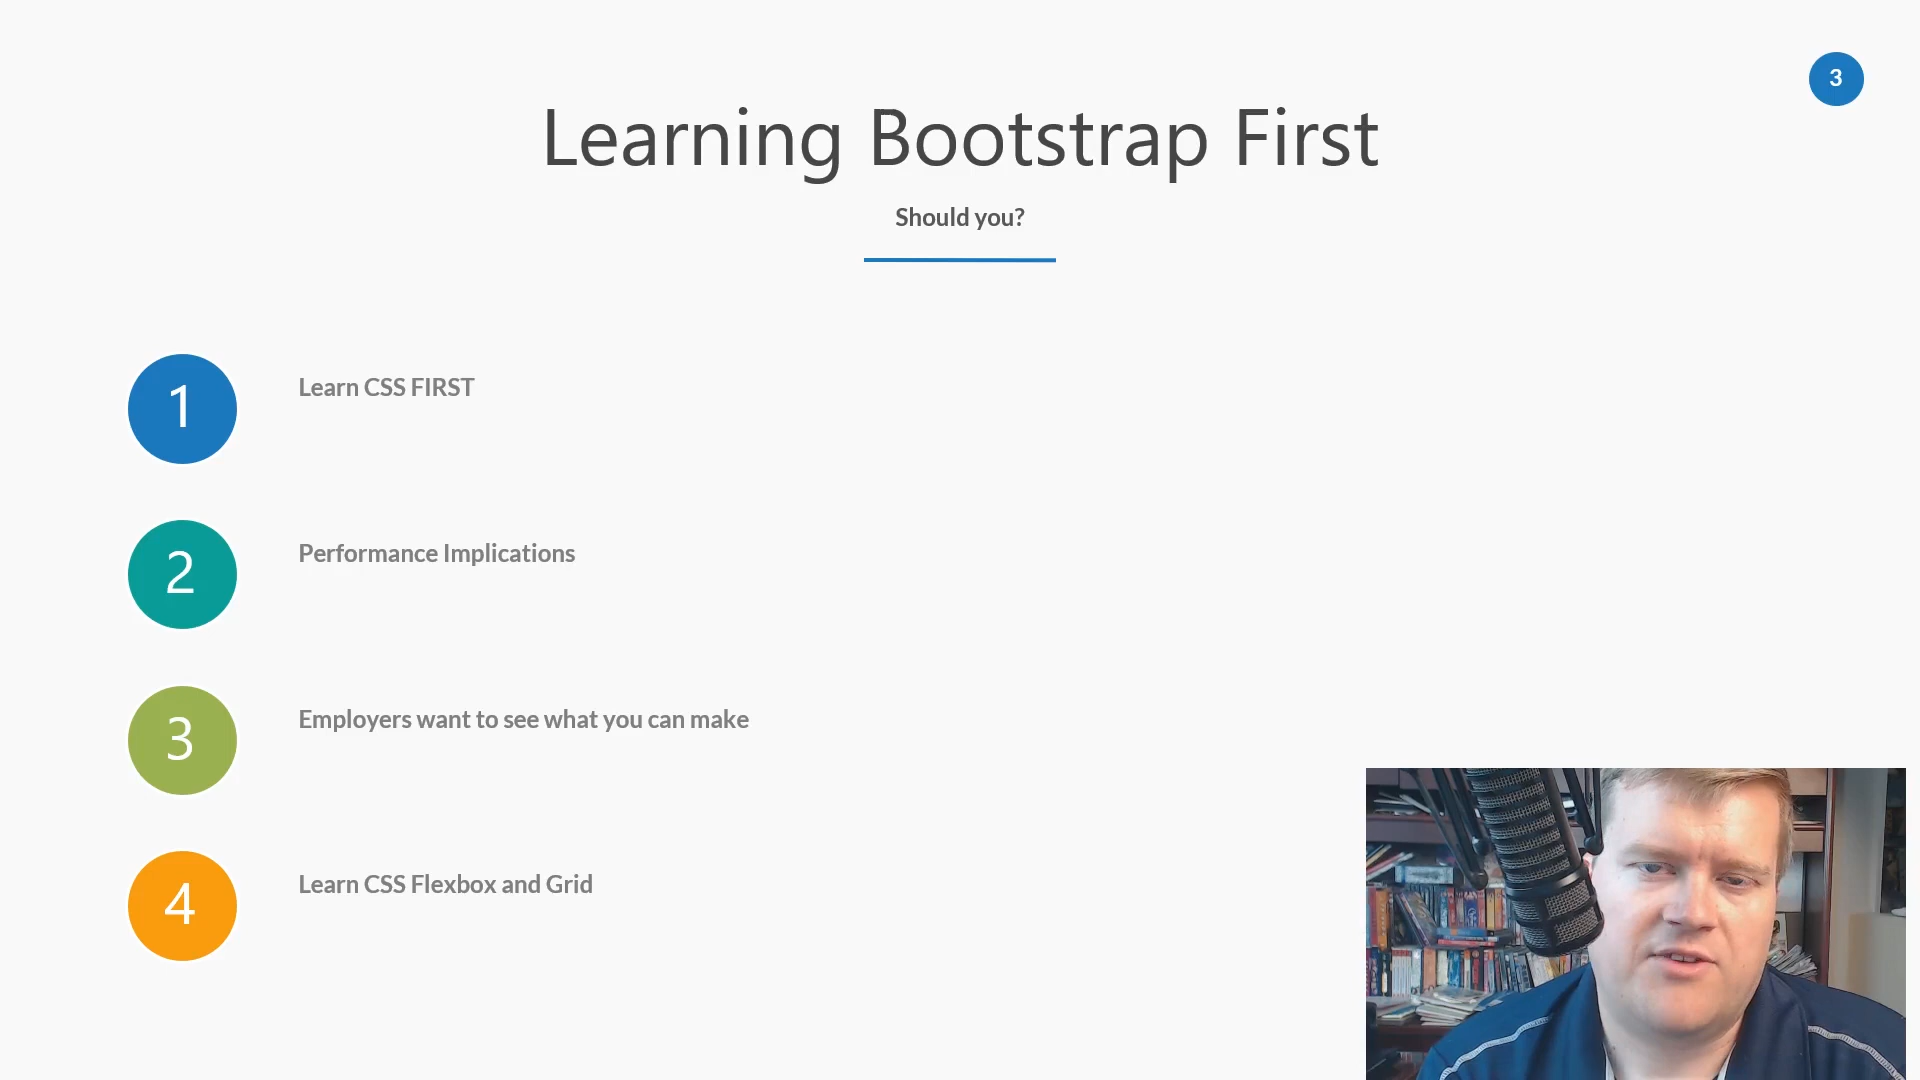 3
Learning Bootstrap First
Should you?
1
Learn CSS FIRST
2
Performance Implications
3
Employers want to see what you can make
4
Learn CSS Flexbox and Grid